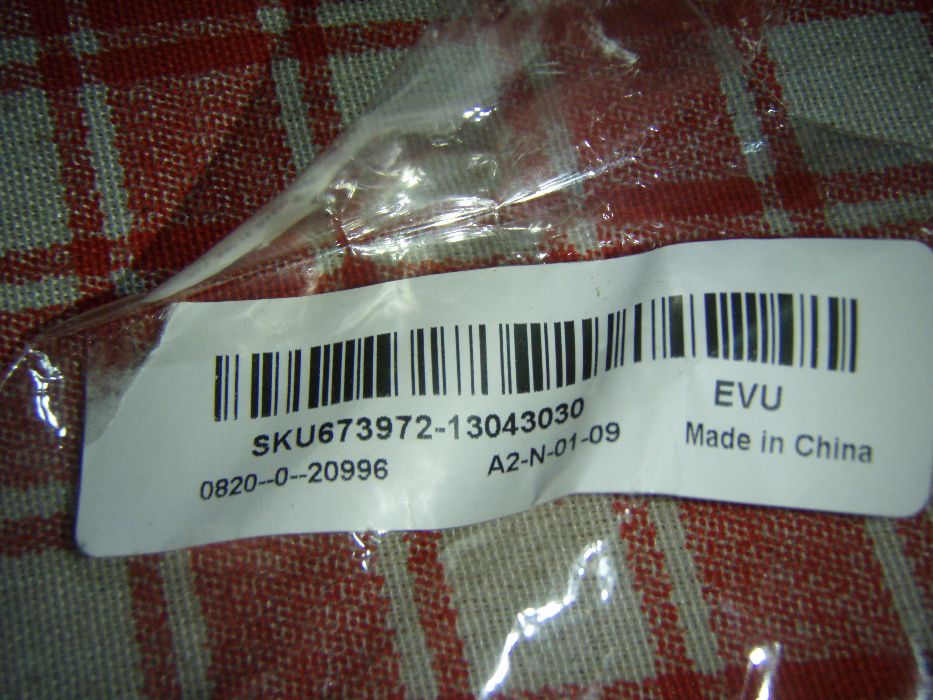 SKU673972-13043030
EVU
0820--0--20996
A2-N-01-09
Made in China